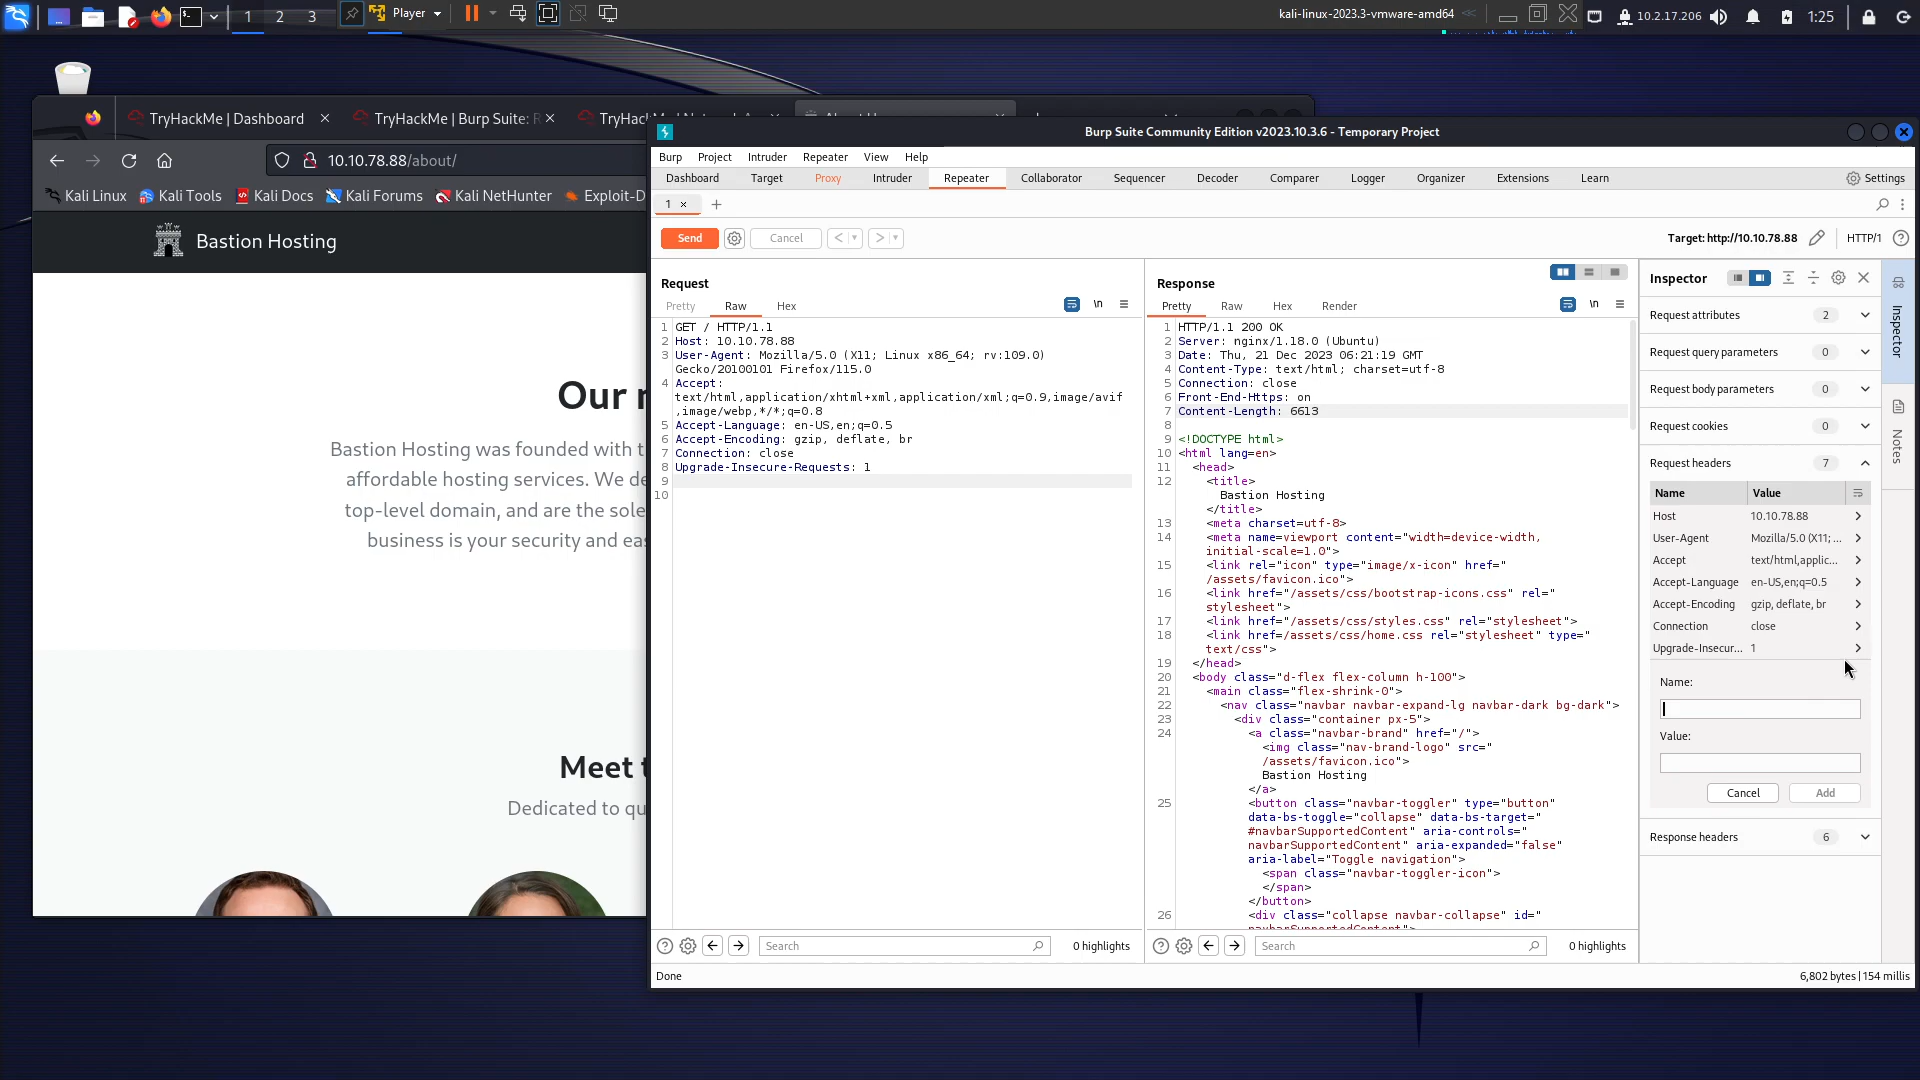 1 2 3 Player kali-linux-2023.3-vmware-amd64 10.2.17.206 1:25
TryHackMe | Dashboard
TryHackMe | Burp Suite: R
10.10.78.88/about/
Kali Linux Kali Tools Kali Docs Kali Forums Kali NetHunter Exploit-D
Bastion Hosting
Our
Bastion Hosting was founded with t
affordable hosting services. We de
top-level domain, and are the sole
business is your security and eas
Meet
Dedicated to qu
Burp Suite Community Edition v2023.10.3.6 - Temporary Project
Burp Project Intruder Repeater View Help
Dashboard Target Proxy Intruder Repeater Collaborator Sequencer Decoder Comparer Logger Organizer Extensions Learn Settings
1 × +
Send Cancel < > Target: http://10.10.78.88 HTTP/1
Request
Pretty Raw Hex \n
1 GET / HTTP/1.1
2 Host: 10.10.78.88
3 User-Agent: Mozilla/5.0 (X11; Linux x86_64; rv:109.0)
Gecko/20100101 Firefox/115.0
4 Accept:
text/html,application/xhtml+xml,application/xml;q=0.9,image/avif
,image/webp,*/*;q=0.8
5 Accept-Language: en-US,en;q=0.5
6 Accept-Encoding: gzip, deflate, br
7 Connection: close
8 Upgrade-Insecure-Requests: 1
9
10
Search 0 highlights
Response
Pretty Raw Hex Render \n
1 HTTP/1.1 200 OK
2 Server: nginx/1.18.0 (Ubuntu)
3 Date: Thu, 21 Dec 2023 06:21:19 GMT
4 Content-Type: text/html; charset=utf-8
5 Connection: close
6 Front-End-Https: on
7 Content-Length: 6613
8
9 <!DOCTYPE html>
10 <html lang=en>
11 <head>
12 <title>
Bastion Hosting
</title>
13 <meta charset=utf-8>
14 <meta name=viewport content="width=device-width,
initial-scale=1.0">
15 <link rel="icon" type="image/x-icon" href="
/assets/favicon.ico">
16 <link href="/assets/css/bootstrap-icons.css" rel="
stylesheet">
17 <link href="/assets/css/styles.css" rel="stylesheet">
18 <link href=/assets/css/home.css rel="stylesheet" type="
text/css">
19 </head>
20 <body class="d-flex flex-column h-100">
21 <main class="flex-shrink-0">
22 <nav class="navbar navbar-expand-lg navbar-dark bg-dark">
23 <div class="container px-5">
24 <a class="navbar-brand" href="/">
<img class="nav-brand-logo" src="
/assets/favicon.ico">
Bastion Hosting
</a>
25 <button class="navbar-toggler" type="button"
data-bs-toggle="collapse" data-bs-target="
#navbarSupportedContent" aria-controls="
navbarSupportedContent" aria-expanded="false"
aria-label="Toggle navigation">
<span class="navbar-toggler-icon">
</span>
</button>
26 <div class="collapse navbar-collapse" id="
Search 0 highlights
Inspector
Request attributes 2
Request query parameters 0
Request body parameters 0
Request cookies 0
Request headers 7
Name Value
Host 10.10.78.88
User-Agent Mozilla/5.0 (X11; ...
Accept text/html,applic...
Accept-Language en-US,en;q=0.5
Accept-Encoding gzip, deflate, br
Connection close
Upgrade-Insecur... 1
Name:
Value:
Cancel Add
Response headers 6
Inspector
Notes
Done 6,802 bytes | 154 millis